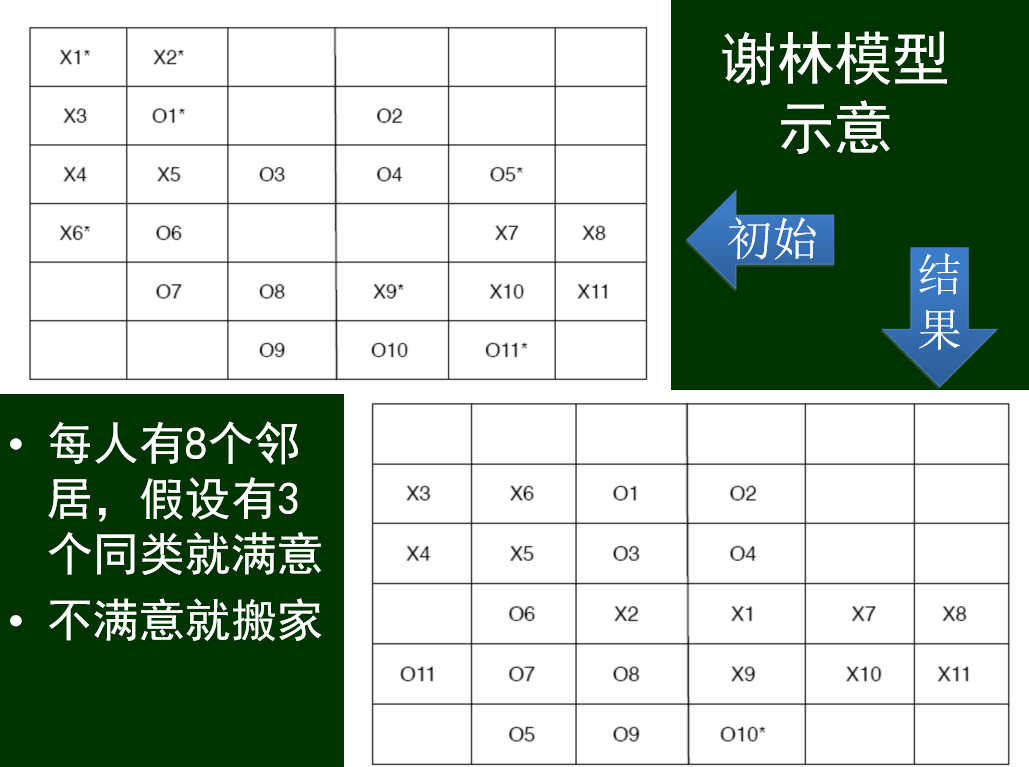 谢林模型
示意
X1* X2*
X3 O1* O2
X4 X5 O3 O4 O5*
X6* O6 X7 X8
O7 O8 X9* X10 X11
O9 O10 O11*
初始
结
果
• 每人有8个邻
居，假设有3
个同类就满意
• 不满意就搬家
X3 X6 O1 O2
X4 X5 O3 O4
O6 X2 X1 X7 X8
O11 O7 O8 X9 X10 X11
O5 O9 O10*